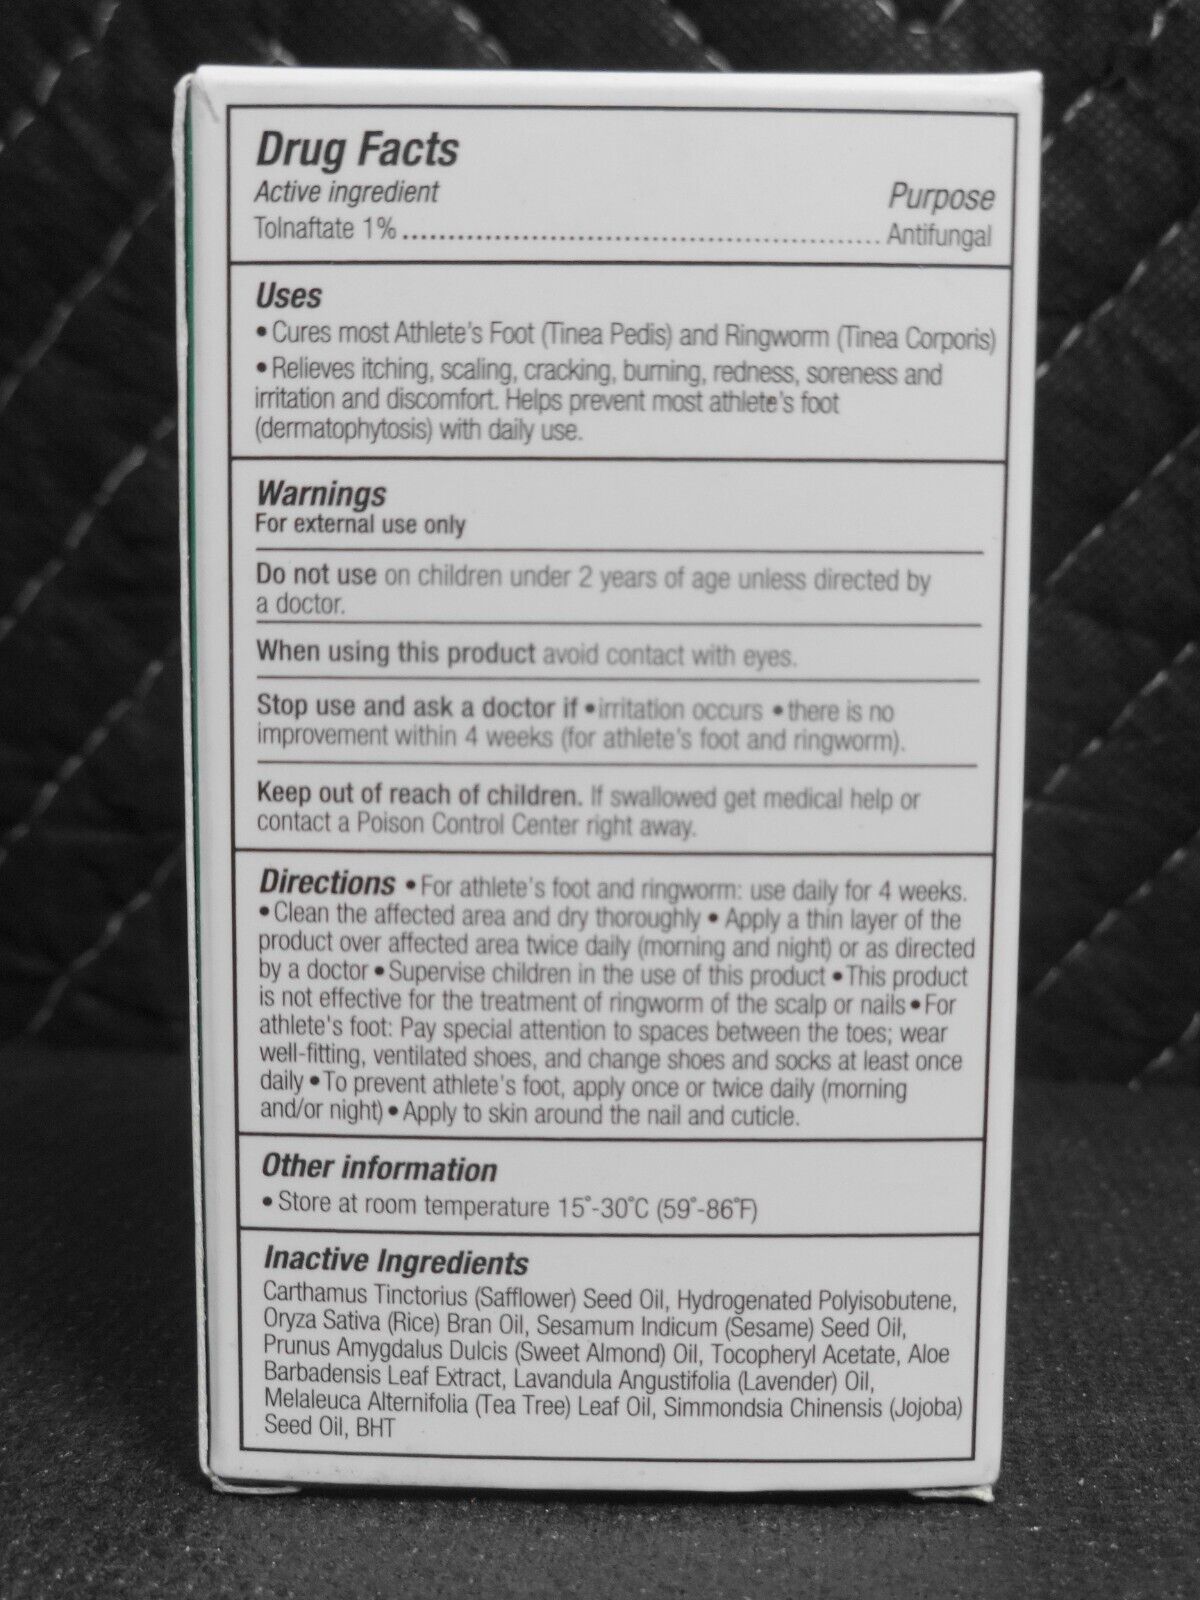 Drug Facts
Active ingredient Purpose
Tolnaftate 1% ........................................................ Antifungal
Uses
• Cures most Athlete's Foot (Tinea Pedis) and Ringworm (Tinea Corporis)
• Relieves itching, scaling, cracking, burning, redness, soreness and
irritation and discomfort. Helps prevent most athlete's foot
(dermatophytosis) with daily use.
Warnings
For external use only
Do not use on children under 2 years of age unless directed by
a doctor.
When using this product avoid contact with eyes.
Stop use and ask a doctor if • irritation occurs • there is no
improvement within 4 weeks (for athlete's foot and ringworm).
Keep out of reach of children. If swallowed get medical help or
contact a Poison Control Center right away.
Directions • For athlete's foot and ringworm: use daily for 4 weeks.
• Clean the affected area and dry thoroughly • Apply a thin layer of the
product over affected area twice daily (morning and night) or as directed
by a doctor • Supervise children in the use of this product • This product
is not effective for the treatment of ringworm of the scalp or nails • For
athlete's foot: Pay special attention to spaces between the toes; wear
well-fitting, ventilated shoes, and change shoes and socks at least once
daily • To prevent athlete's foot, apply once or twice daily (morning
and/or night) • Apply to skin around the nail and cuticle.
Other information
• Store at room temperature 15°-30°C (59°-86°F)
Inactive Ingredients
Carthamus Tinctorius (Safflower) Seed Oil, Hydrogenated Polyisobutene,
Oryza Sativa (Rice) Bran Oil, Sesamum Indicum (Sesame) Seed Oil,
Prunus Amygdalus Dulcis (Sweet Almond) Oil, Tocopheryl Acetate, Aloe
Barbadensis Leaf Extract, Lavandula Angustifolia (Lavender) Oil,
Melaleuca Alternifolia (Tea Tree) Leaf Oil, Simmondsia Chinensis (Jojoba)
Seed Oil, BHT